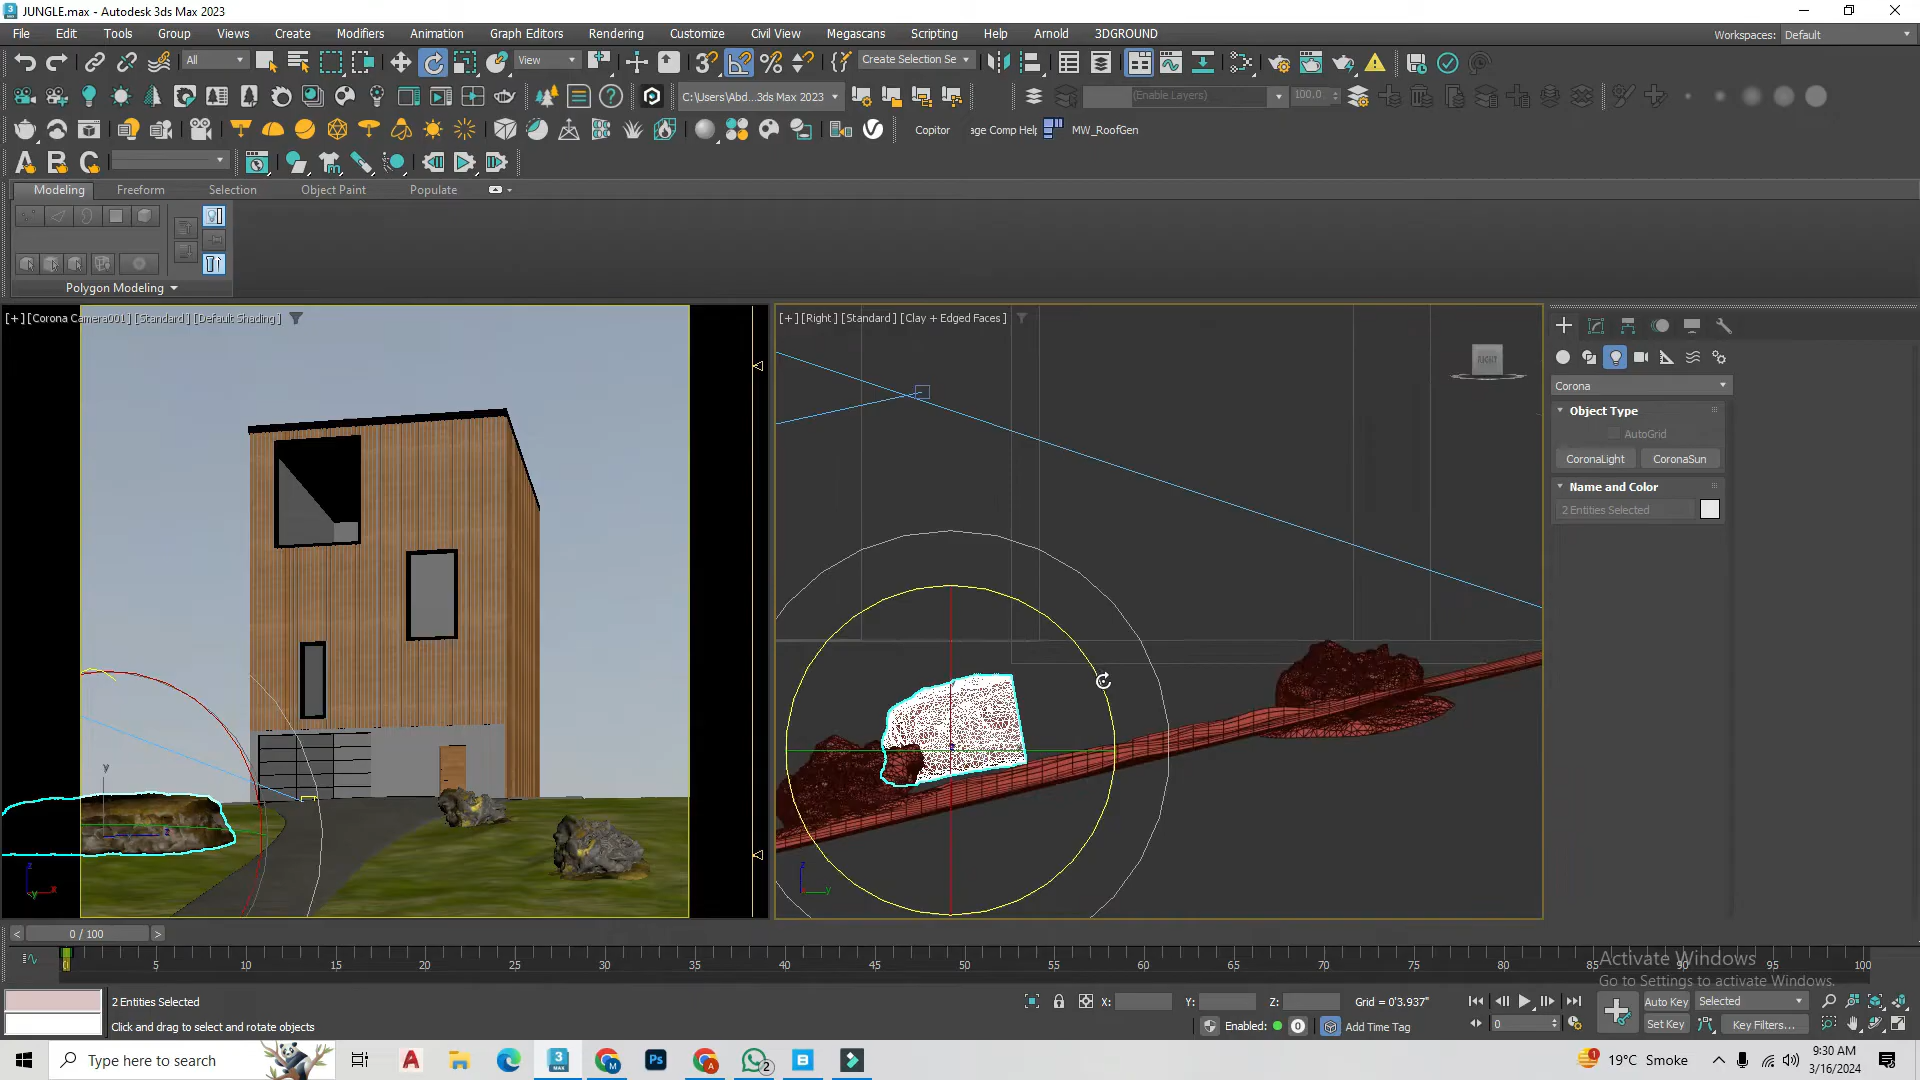 JUNGLE.max - Autodesk 3ds Max 2023
File Edit Tools Group Views Create Modifiers Animation Graph Editors Rendering Customize Civil View Megascans Scripting Help Arnold 3DGROUND
Workspaces: Default
All View Create Selection Se
C:\Users\Abd...3ds Max 2023 (Enable Layers) 100.0
Copitor age Comp Help MW_RoofGen
A B C
Modeling Freeform Selection Object Paint Populate
Polygon Modeling
[+] [Corona Camera001] [Standard] [Default Shading]
[+] [Right] [Standard] [Clay + Edged Faces]
RIGHT
Corona
Object Type
AutoGrid
CoronaLight CoronaSun
Name and Color
2 Entities Selected
y
z
z
x
y
z
y
< 0 / 100 >
0 5 10 15 20 25 30 35 40 45 50 55 60 65 70 75 80 85 90 95 100
Activate Windows
Go to Settings to activate Windows.
2 Entities Selected
Click and drag to select and rotate objects
X: Y: Z: Grid = 0'3.937"
Enabled: 0 Add Time Tag
Auto Key Selected
0 Set Key Key Filters...
Type here to search
2
1 19°C Smoke
9:30 AM
3/16/2024